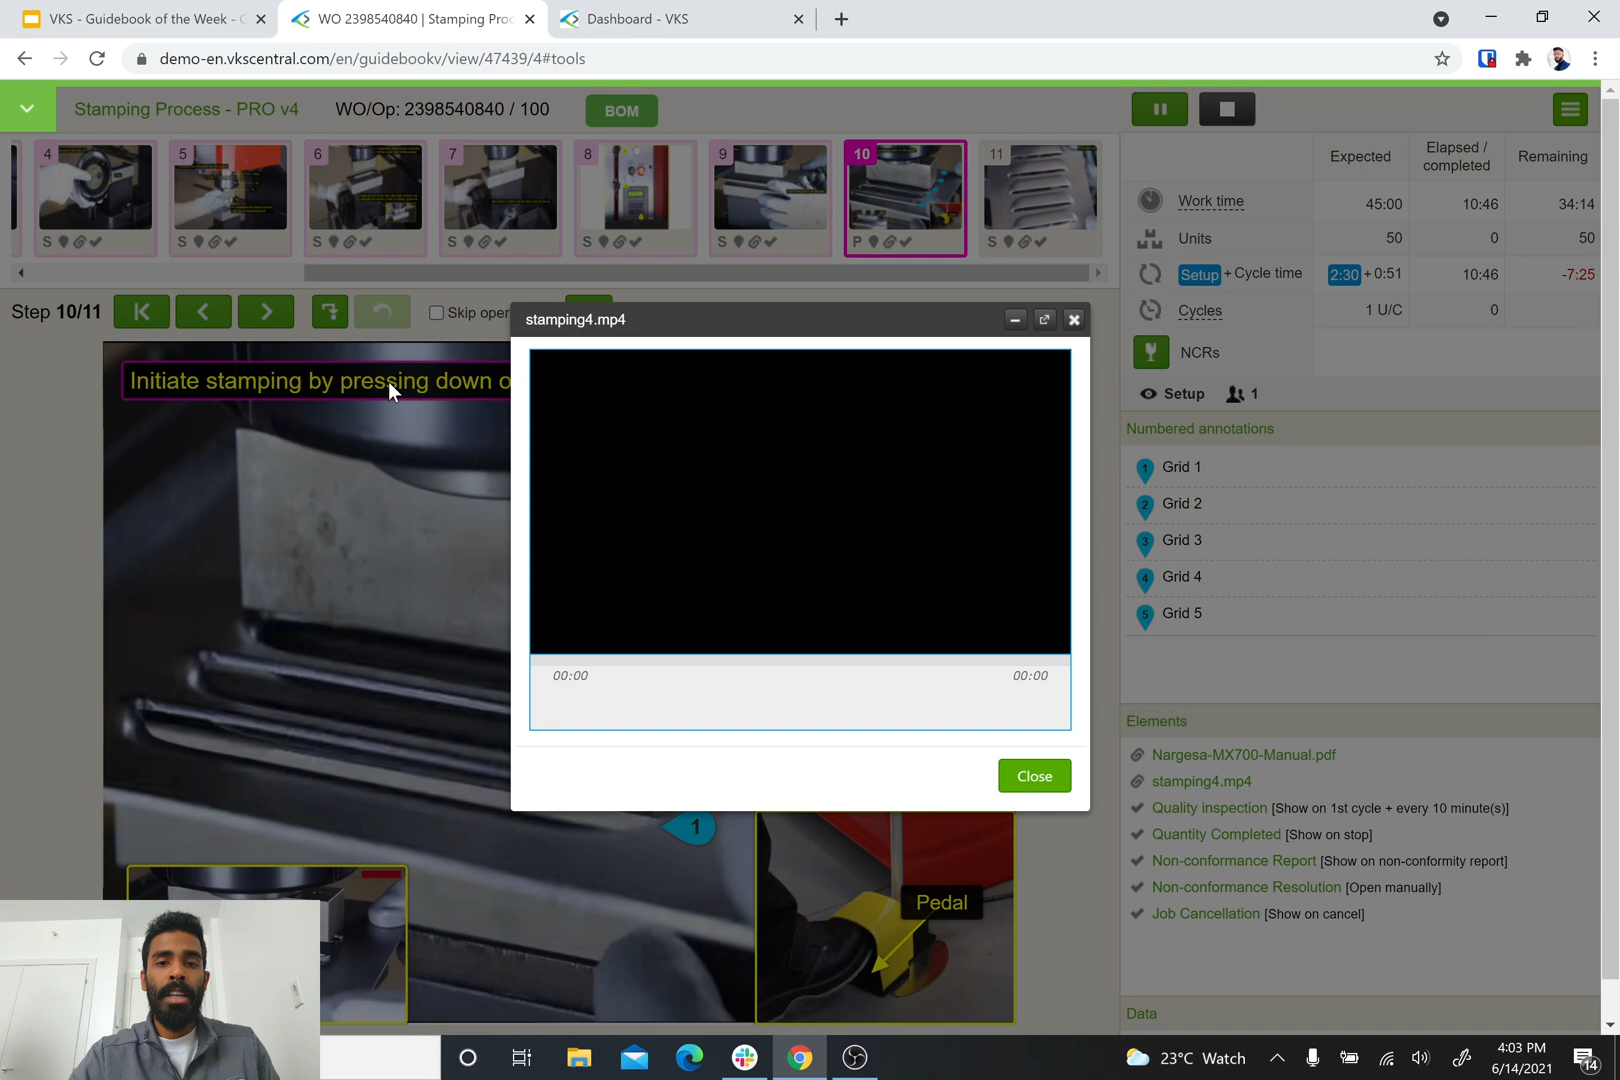 VKS - Guidebook of the Week - G
WO 2398540840 | Stamping Proc
Dashboard - VKS
demo-en.vkscentral.com/en/guidebookv/view/47439/4#tools
Stamping Process - PRO v4
WO/Op: 2398540840 / 100
BOM
4
5
6
7
8
9
10
11
S
S
S
S
S
S
P
S
Expected
Elapsed / completed
Remaining
Work time
45:00
10:46
34:14
Units
50
0
50
Setup + Cycle time
2:30 + 0:51
10:46
-7:25
Cycles
1 U/C
0
NCRs
Setup
1
Step 10/11
Skip oper
Initiate stamping by pressing down o
stamping4.mp4
00:00
00:00
Close
1
Pedal
Numbered annotations
1 Grid 1
2 Grid 2
3 Grid 3
4 Grid 4
5 Grid 5
Elements
Nargesa-MX700-Manual.pdf
stamping4.mp4
Quality inspection [Show on 1st cycle + every 10 minute(s)]
Quantity Completed [Show on stop]
Non-conformance Report [Show on non-conformity report]
Non-conformance Resolution [Open manually]
Job Cancellation [Show on cancel]
Data
23°C Watch
4:03 PM
6/14/2021
14